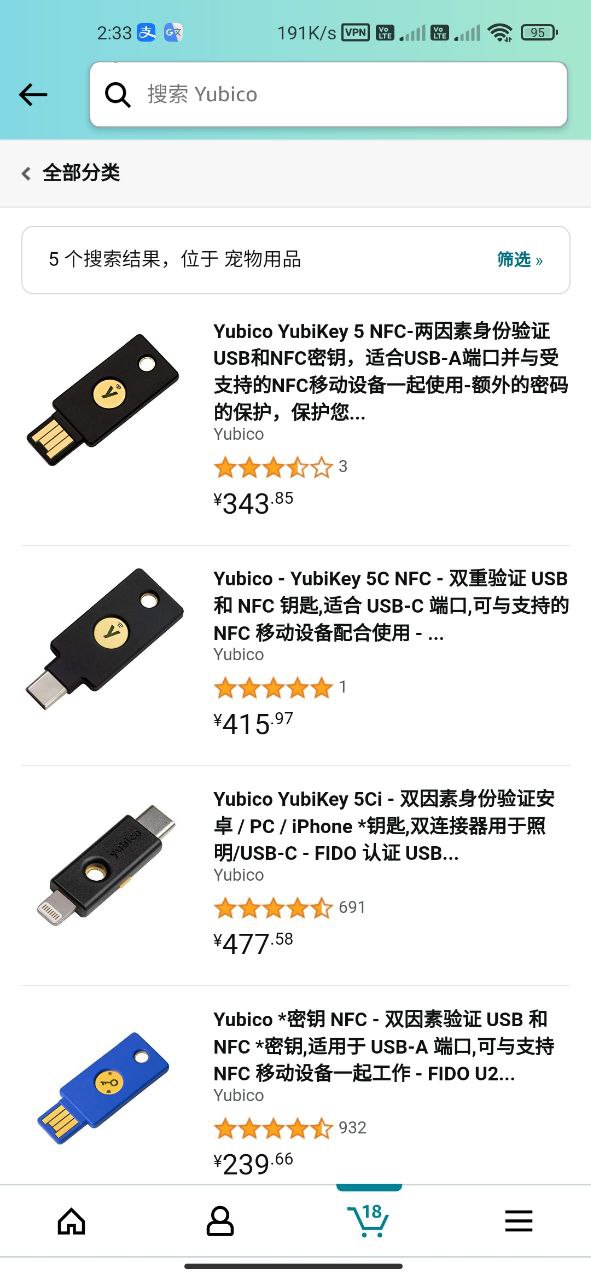 2:33
191K/s VPN Vo LTE Vo LTE 95
搜索 Yubico
全部分类
5 个搜索结果，位于 宠物用品
筛选 »
Yubico YubiKey 5 NFC-两因素身份验证
USB和NFC密钥，适合USB-A端口并与受
支持的NFC移动设备一起使用-额外的密码
的保护，保护您...
Yubico
3
¥343.85
Yubico - YubiKey 5C NFC - 双重验证 USB
和 NFC 钥匙,适合 USB-C 端口,可与支持的
NFC 移动设备配合使用 - ...
Yubico
1
¥415.97
Yubico YubiKey 5Ci - 双因素身份验证安
卓 / PC / iPhone *钥匙,双连接器用于照
明/USB-C - FIDO 认证 USB...
Yubico
691
¥477.58
yubico
Yubico *密钥 NFC - 双因素验证 USB 和
NFC *密钥,适用于 USB-A 端口,可与支持
NFC 移动设备一起工作 - FIDO U2...
Yubico
932
¥239.66
18